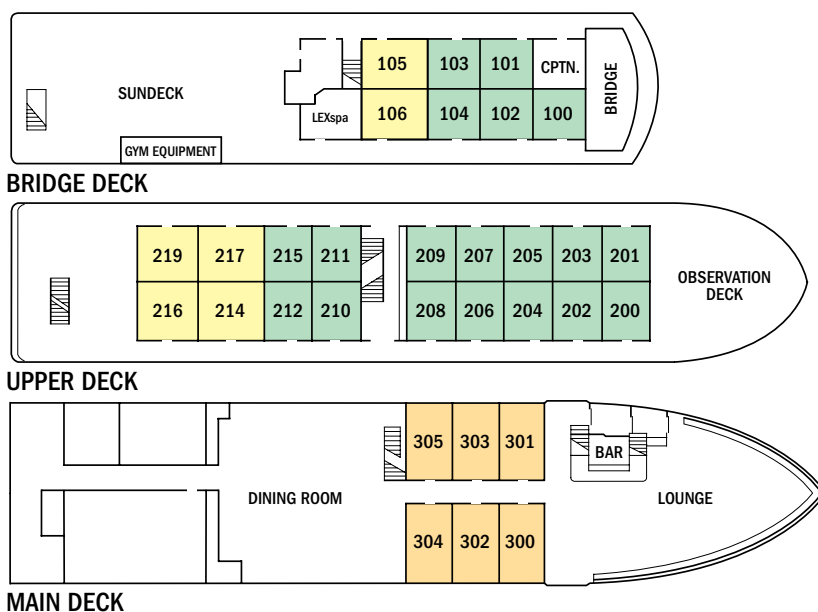 105 103 101 CPTN.
BRIDGE
SUNDECK
LEXspa 106 104 102 100
GYM EQUIPMENT
BRIDGE DECK
219 217 215 211 209 207 205 203 201
OBSERVATION
DECK
216 214 212 210 208 206 204 202 200
UPPER DECK
305 303 301
BAR
DINING ROOM
LOUNGE
304 302 300
MAIN DECK